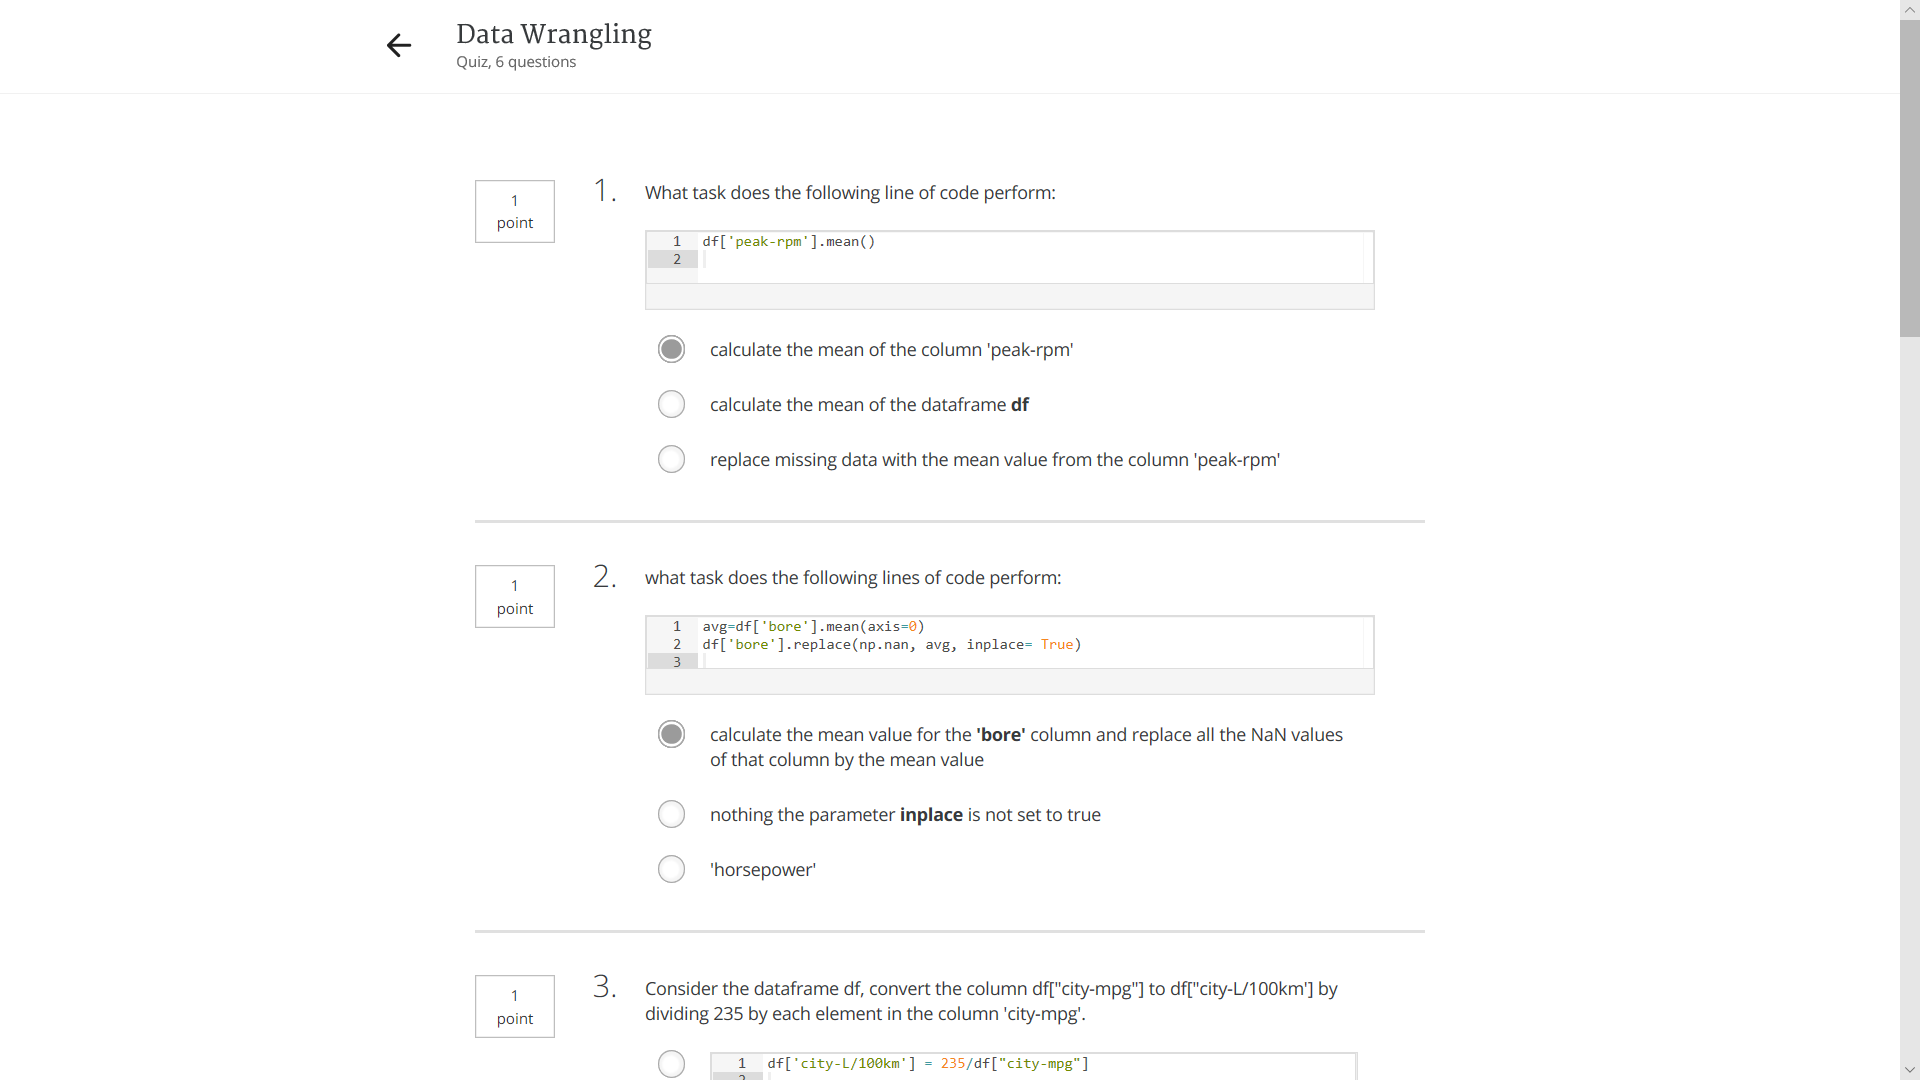 Data Wrangling
Quiz, 6 questions
1
point
1.
What task does the following line of code perform:
1 df['peak-rpm'].mean()
2
calculate the mean of the column 'peak-rpm'
calculate the mean of the dataframe df
replace missing data with the mean value from the column 'peak-rpm'
1
point
2.
what task does the following lines of code perform:
1 avg=df['bore'].mean(axis=0)
2 df['bore'].replace(np.nan, avg, inplace= True)
3
calculate the mean value for the 'bore' column and replace all the NaN values
of that column by the mean value
nothing the parameter inplace is not set to true
'horsepower'
1
point
3.
Consider the dataframe df, convert the column df["city-mpg"] to df["city-L/100km'] by
dividing 235 by each element in the column 'city-mpg'.
1 df['city-L/100km'] = 235/df["city-mpg"]
2